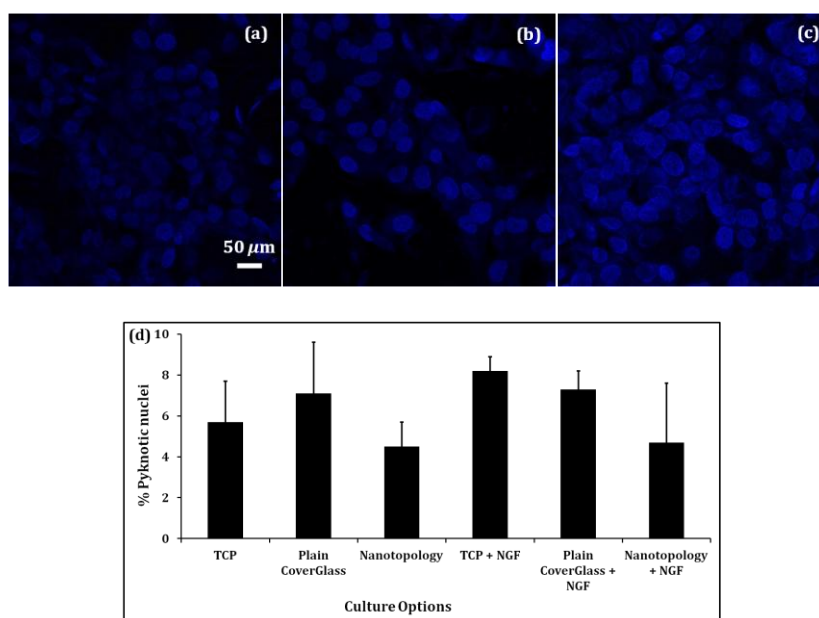 (a)
(b)
(c)
50 μm
(d)
% Pyknotic nuclei
10
8
6
4
2
0
TCP
Plain
CoverGlass
Nanotopology
TCP + NGF
Plain
CoverGlass +
NGF
Nanotopology
+ NGF
Culture Options